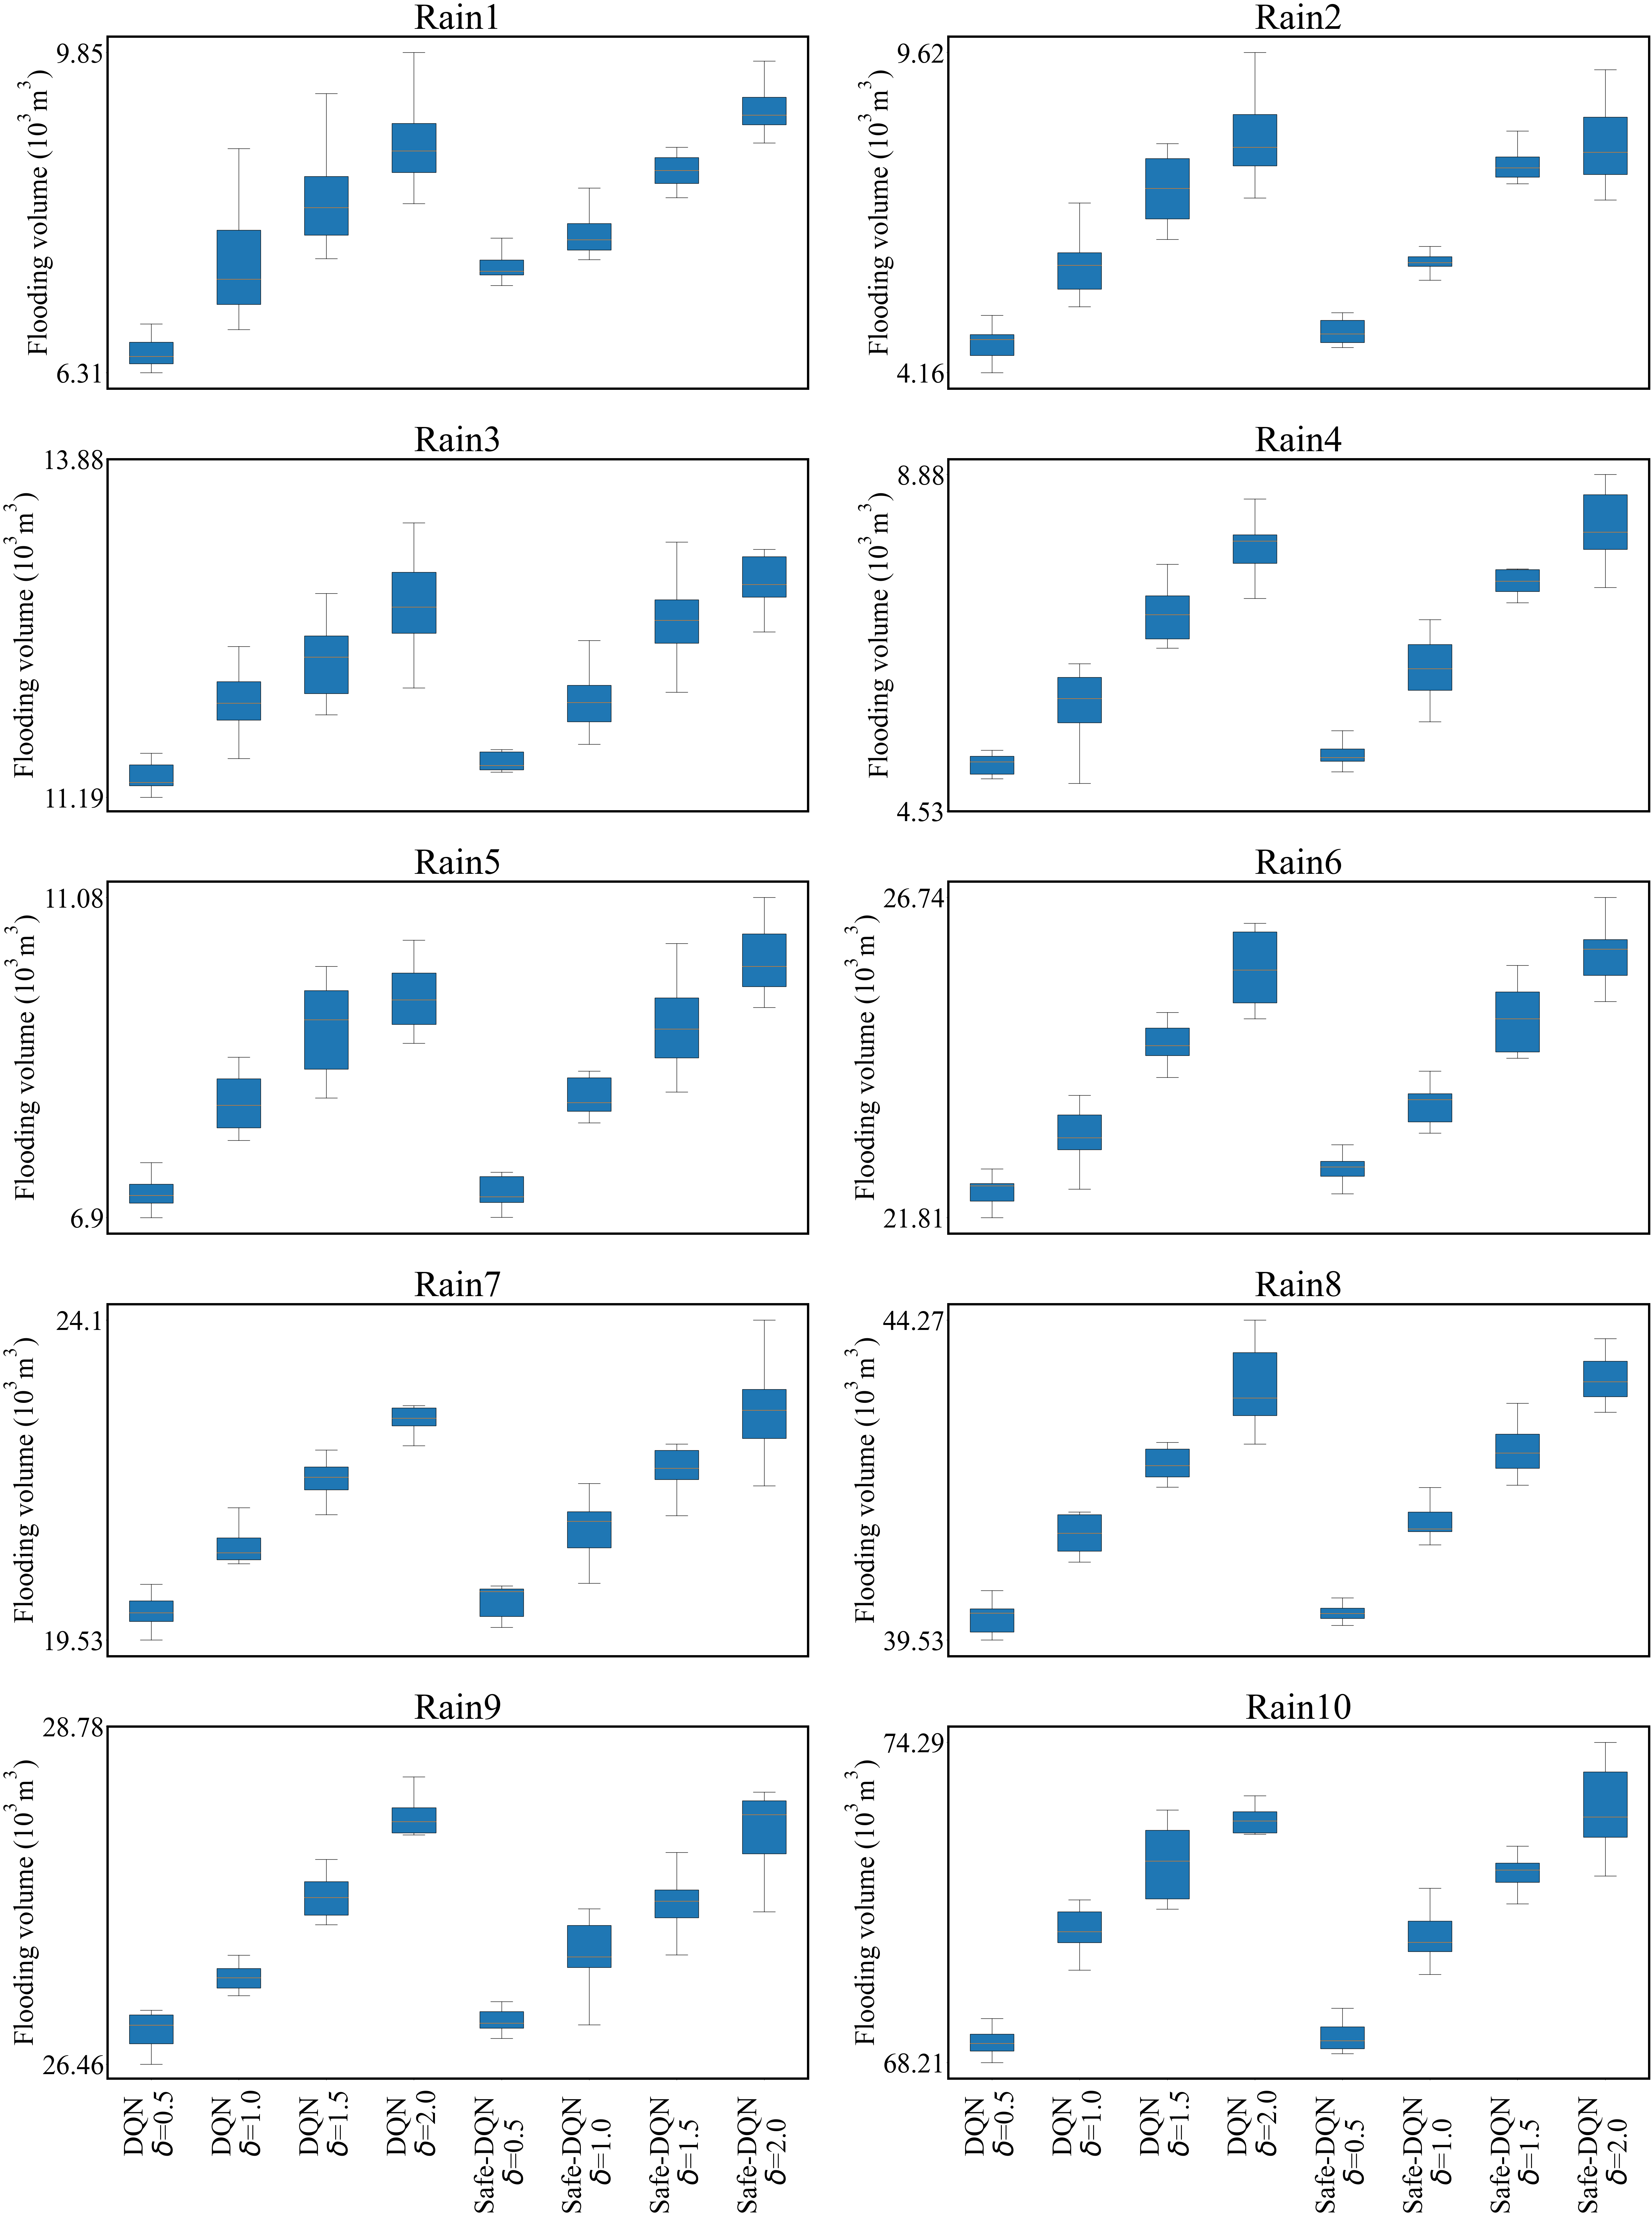 Rain1
Flooding volume (10³m³)
9.85
6.31
Rain2
Flooding volume (10³m³)
9.62
4.16
Rain3
Flooding volume (10³m³)
13.88
11.19
Rain4
Flooding volume (10³m³)
8.88
4.53
Rain5
Flooding volume (10³m³)
11.08
6.9
Rain6
Flooding volume (10³m³)
26.74
21.81
Rain7
Flooding volume (10³m³)
24.1
19.53
Rain8
Flooding volume (10³m³)
44.27
39.53
Rain9
Flooding volume (10³m³)
28.78
26.46
DQN
δ=0.5
DQN
δ=1.0
DQN
δ=1.5
DQN
δ=2.0
Safe-DQN
δ=0.5
Safe-DQN
δ=1.0
Safe-DQN
δ=1.5
Safe-DQN
δ=2.0
Rain10
Flooding volume (10³m³)
74.29
68.21
DQN
δ=0.5
DQN
δ=1.0
DQN
δ=1.5
DQN
δ=2.0
Safe-DQN
δ=0.5
Safe-DQN
δ=1.0
Safe-DQN
δ=1.5
Safe-DQN
δ=2.0